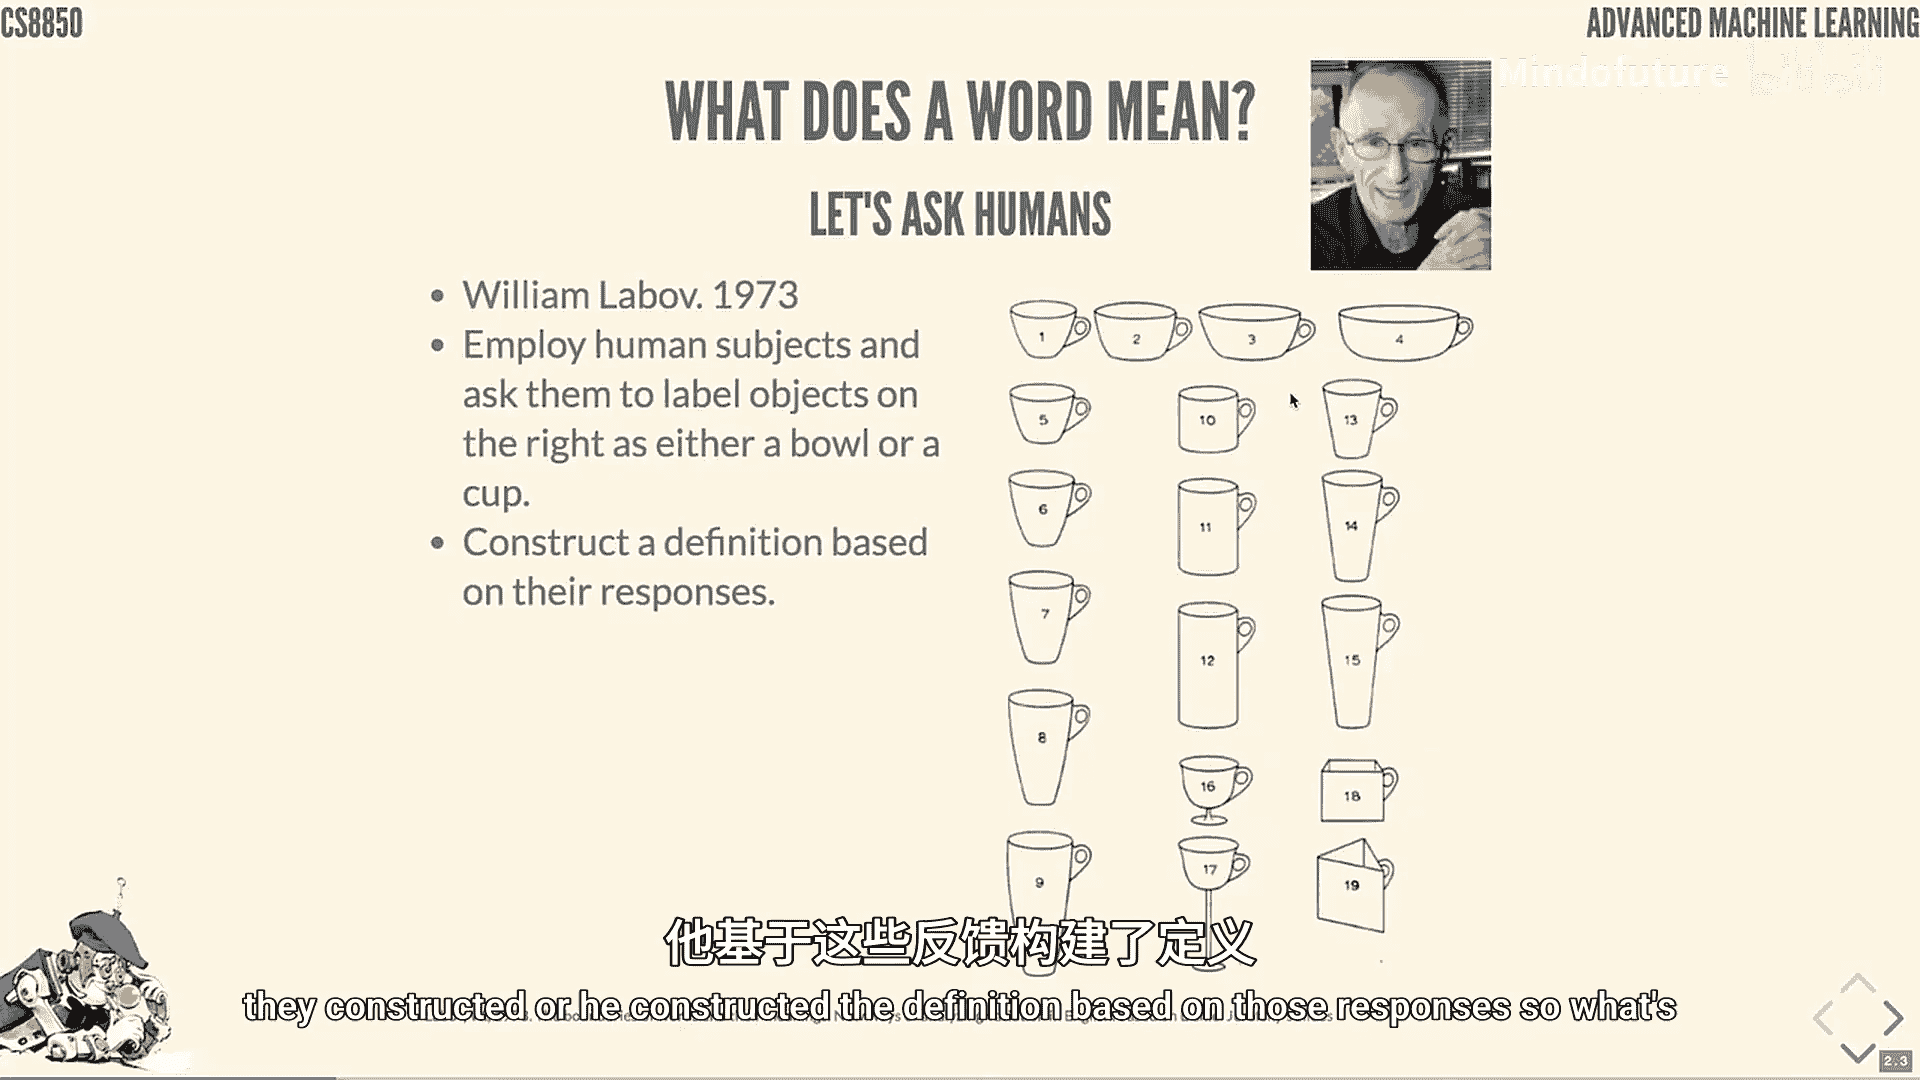 CS8850
ADVANCED MACHINE LEARNING
Mindofuture
WHAT DOES A WORD MEAN?
LET'S ASK HUMANS
William Labov. 1973
Employ human subjects and
ask them to label objects on
the right as either a bowl or a
cup.
Construct a definition based
on their responses.
1 2 3 4
5 10 13
6 11 14
7 12 15
8 16 18
9 17 19
他基于这些反馈构建了定义
they constructed or he constructed the definition based on those responses so what's
2.3